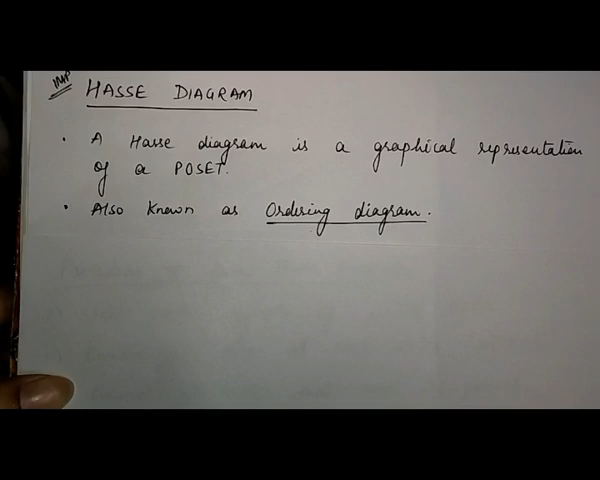 IMP
HASSE DIAGRAM
• A Hasse diagram is a graphical representation
of a POSET.
• Also known as Ordering diagram.